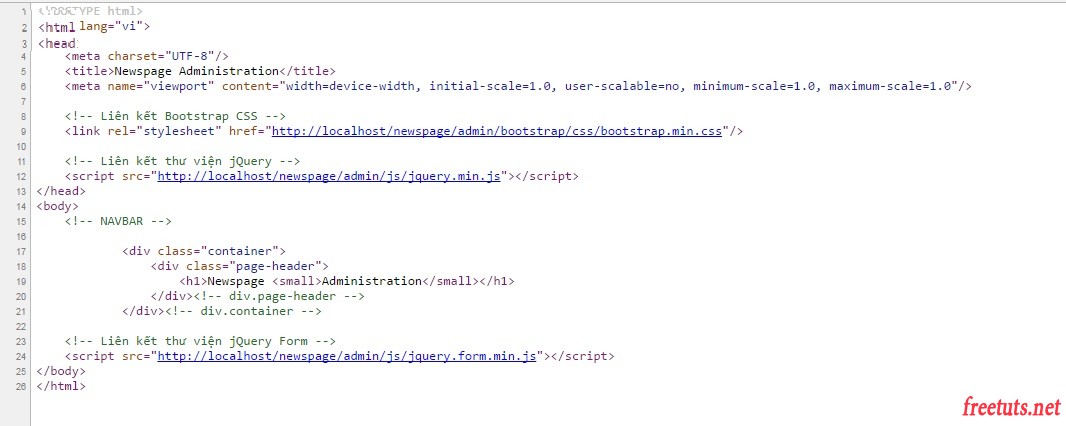 1 <!DOCTYPE html>
2 <html lang="vi">
3 <head
4     <meta charset="UTF-8"/>
5     <title>Newspage Administration</title>
6     <meta name="viewport" content="width=device-width, initial-scale=1.0, user-scalable=no, minimum-scale=1.0, maximum-scale=1.0"/>
7
8     <!-- Liên kết Bootstrap CSS -->
9     <link rel="stylesheet" href="http://localhost/newspage/admin/bootstrap/css/bootstrap.min.css"/>
10
11     <!-- Liên kết thư viện jQuery -->
12     <script src="http://localhost/newspage/admin/js/jquery.min.js"></script>
13 </head>
14 <body>
15     <!-- NAVBAR -->
16
17             <div class="container">
18                 <div class="page-header">
19                     <h1>Newspage <small>Administration</small></h1>
20                 </div><!-- div.page-header -->
21             </div><!-- div.container -->
22
23     <!-- Liên kết thư viện jQuery Form -->
24     <script src="http://localhost/newspage/admin/js/jquery.form.min.js"></script>
25 </body>
26 </html>
freetuts.net